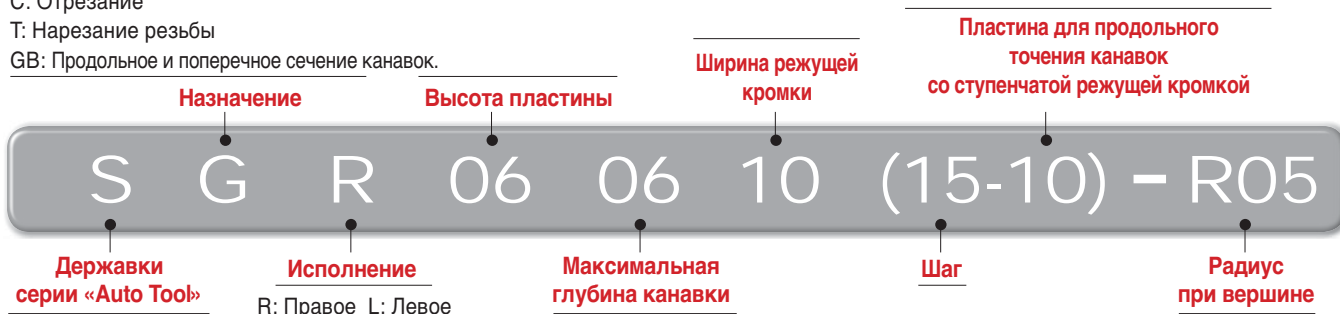 С: Отрезание
T: Нарезание резьбы
GB: Продольное и поперечное сечение канавок.
Назначение
Высота пластины
Ширина режущей
кромки
Пластина для продольного
точения канавок
со ступенчатой режущей кромкой
S G R 06 06 10 (15-10) – R05
Державки
серии «Auto Tool»
Исполнение
R: Правое L: Левое
Максимальная
глубина канавки
Шаг
Радиус
при вершине